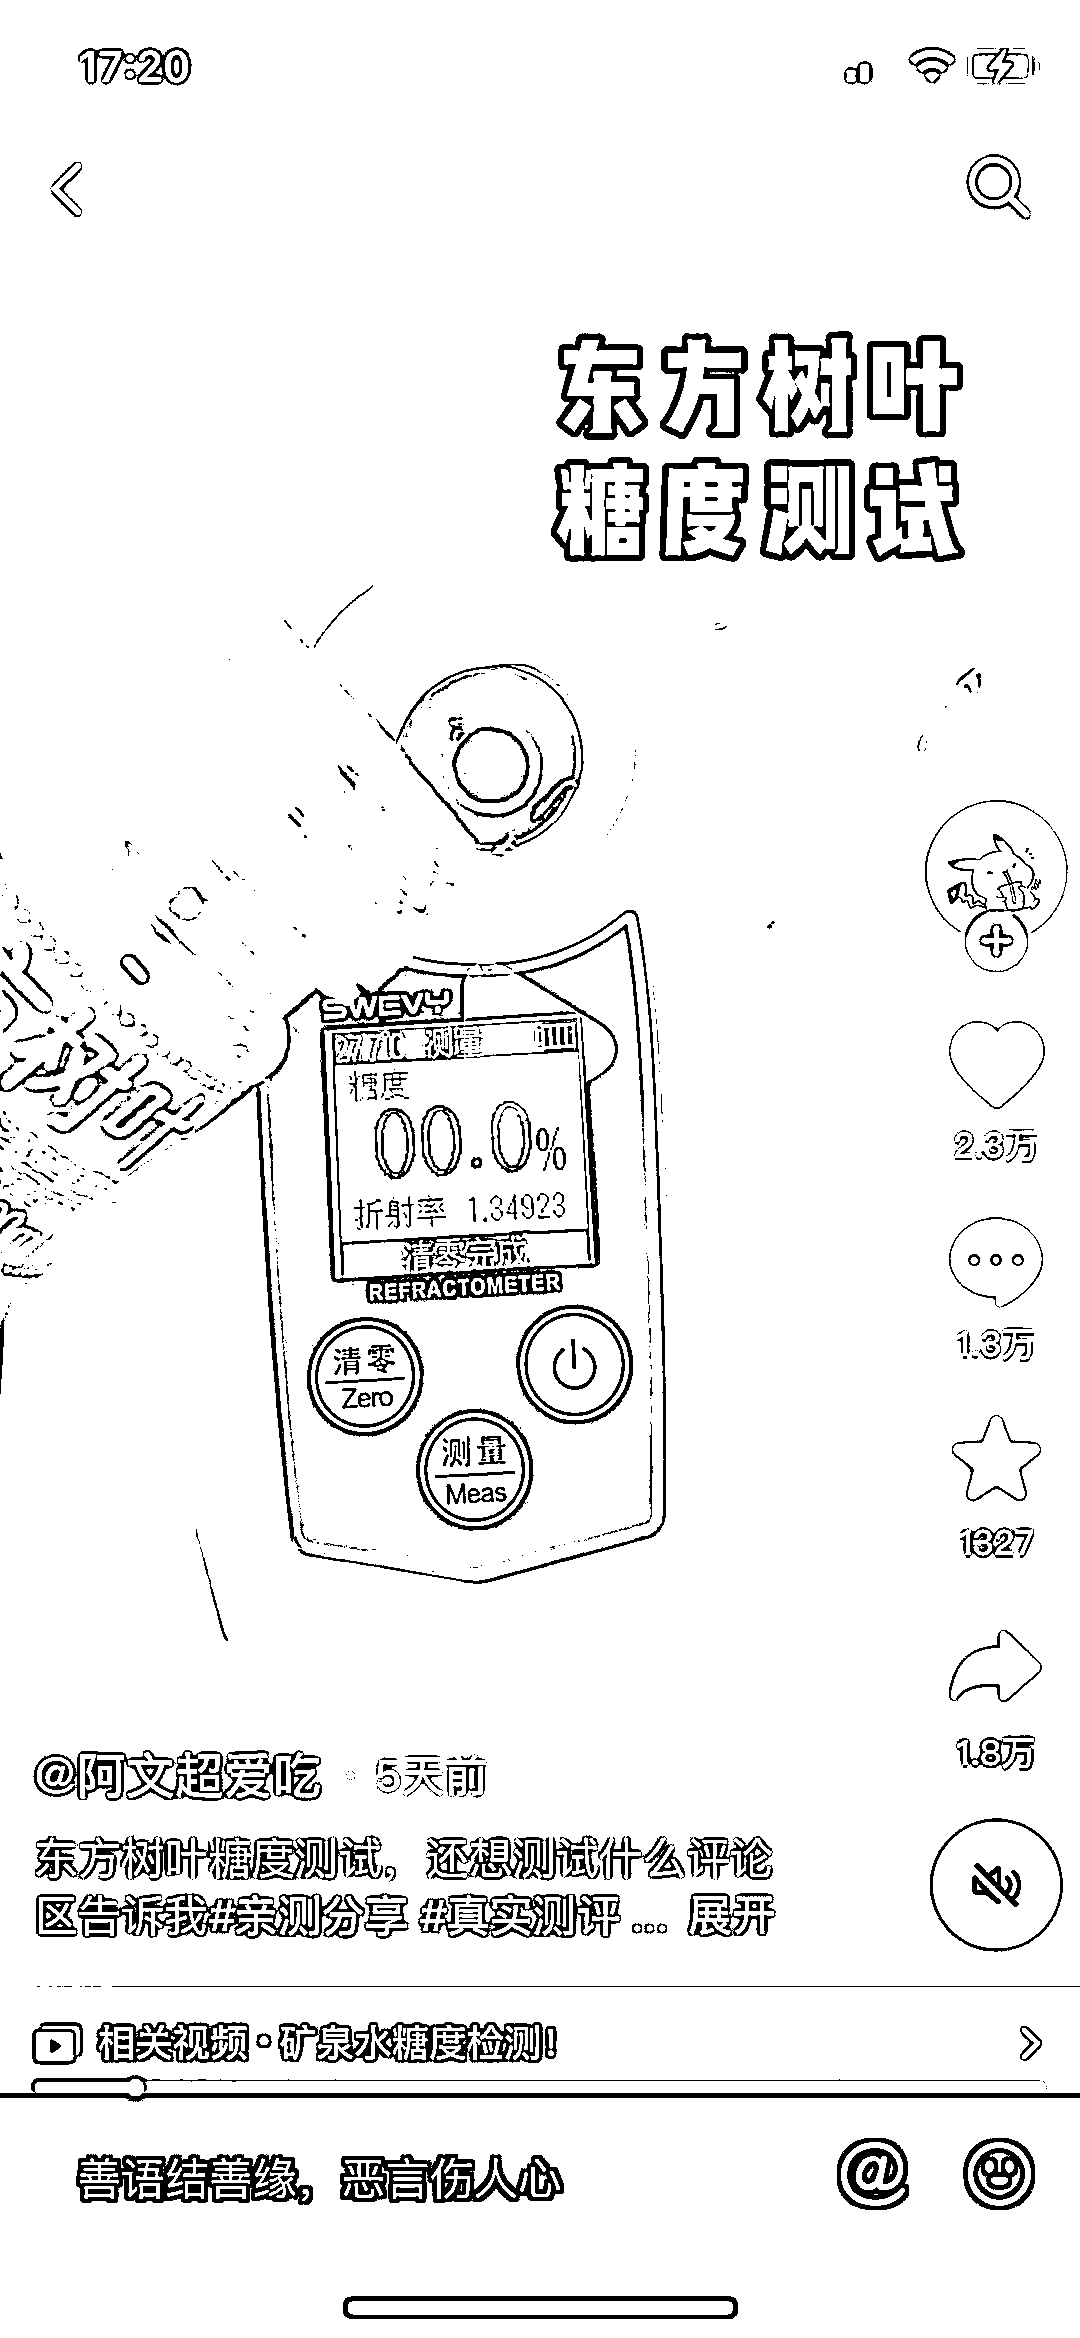 17:20
东方树叶
糖度测试
树叶
SWEVY
测量
糖度
00.0%
折射率 1.34923
清零完成
REFRACTOMETER
清零
Zero
测量
Meas
2.3万
1.3万
1327
1.8万
@阿文超爱吃 · 5天前
东方树叶糖度测试，还想测试什么评论
区告诉我#亲测分享 #真实测评 ... 展开
相关视频 · 矿泉水糖度检测！
善语结善缘，恶言伤人心